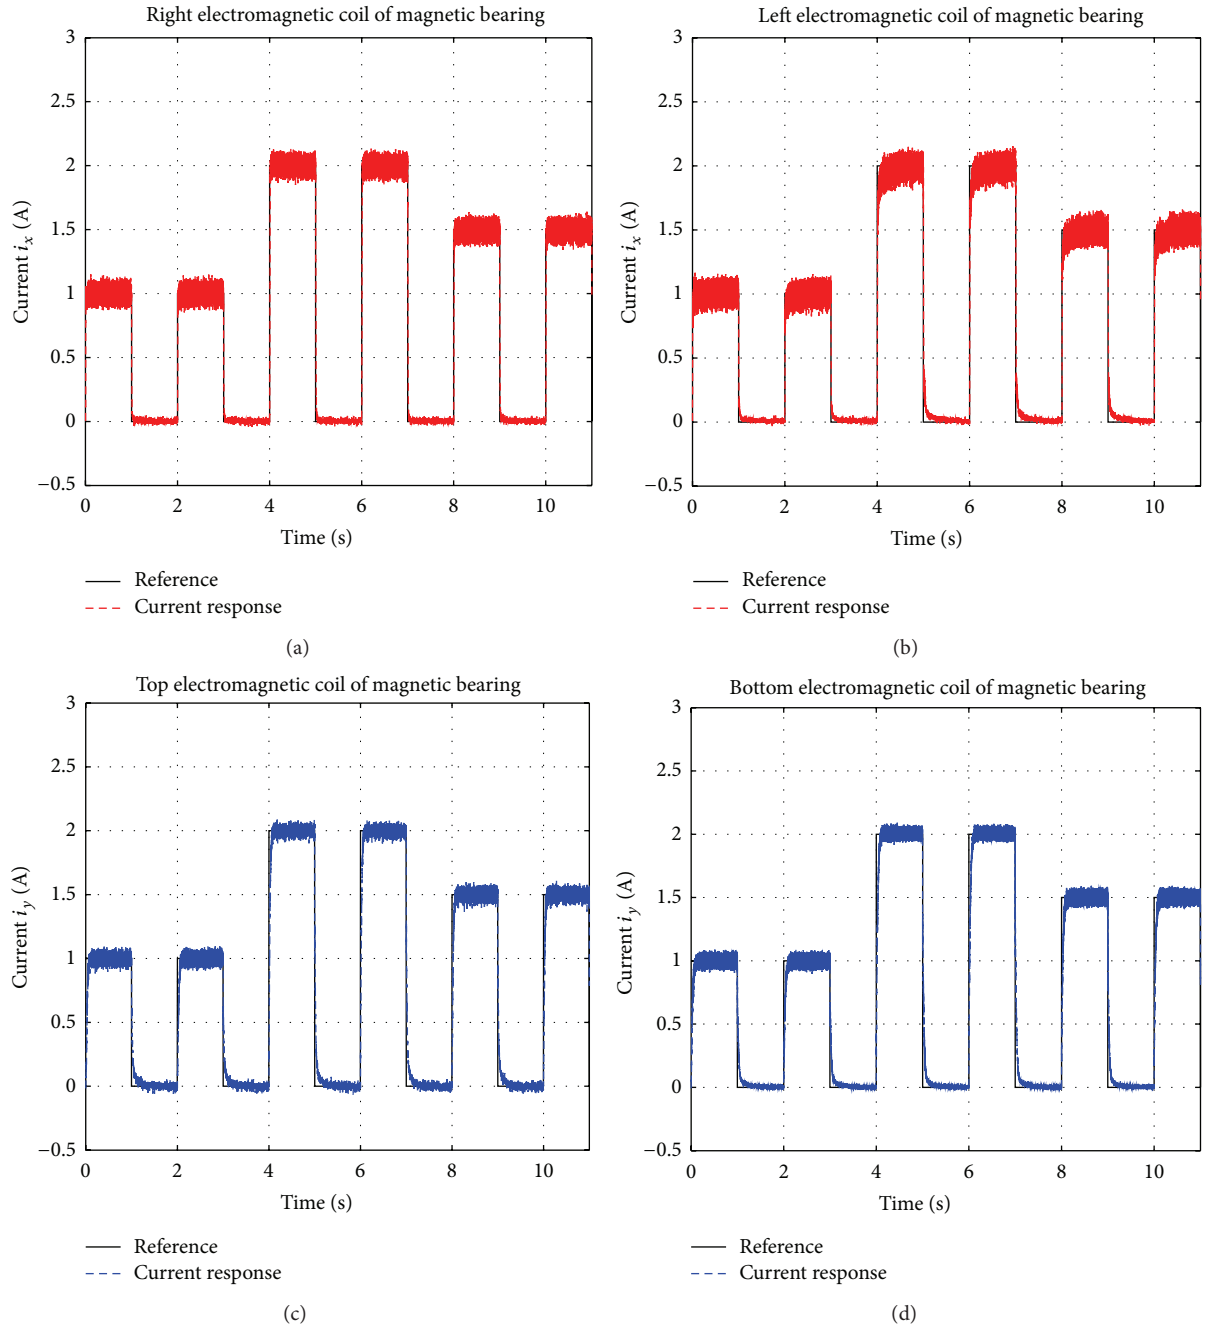 Right electromagnetic coil of magnetic bearing
3
2.5
2
1.5
1
0.5
0
−0.5
Current i_x (A)
0 2 4 6 8 10
Time (s)
Reference
Current response
(a)
Left electromagnetic coil of magnetic bearing
3
2.5
2
1.5
1
0.5
0
−0.5
Current i_x (A)
0 2 4 6 8 10
Time (s)
Reference
Current response
(b)
Top electromagnetic coil of magnetic bearing
3
2.5
2
1.5
1
0.5
0
−0.5
Current i_y (A)
0 2 4 6 8 10
Time (s)
Reference
Current response
(c)
Bottom electromagnetic coil of magnetic bearing
3
2.5
2
1.5
1
0.5
0
−0.5
Current i_y (A)
0 2 4 6 8 10
Time (s)
Reference
Current response
(d)